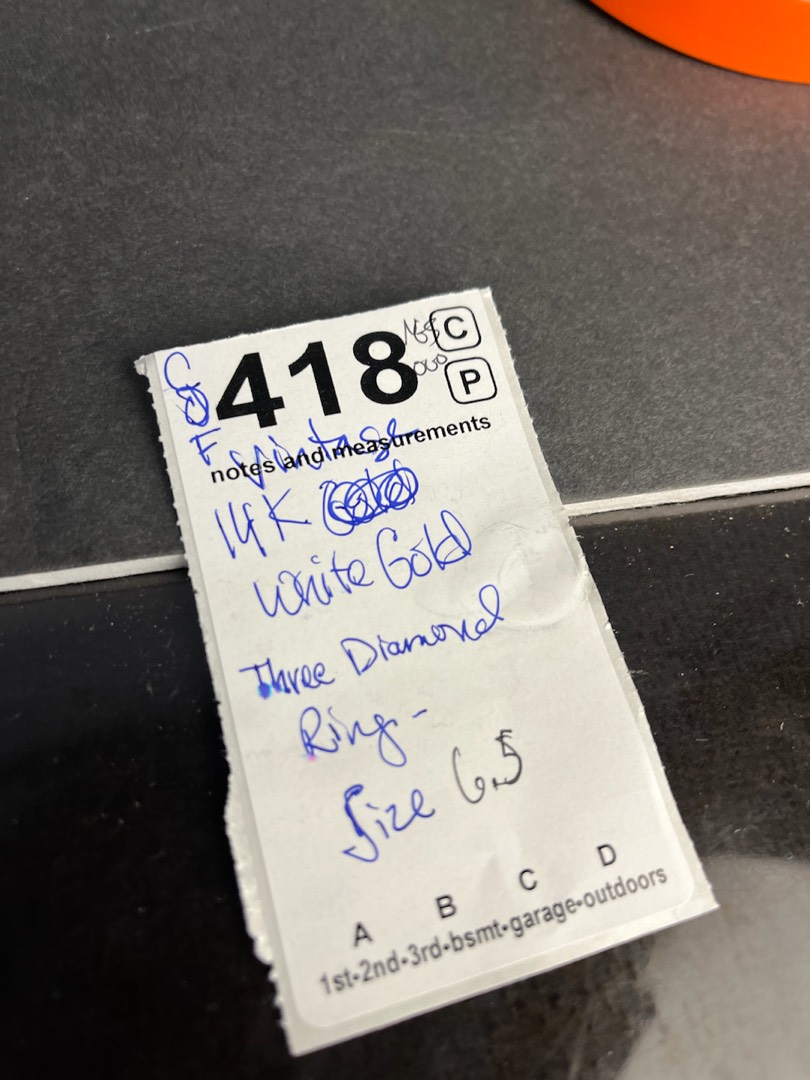 418
C
P
F vintage
notes and measurements
14K
White Gold
Three Diamond
Ring -
Size 6.5
A B C D
1st•2nd•3rd•bsmt•garage•outdoors